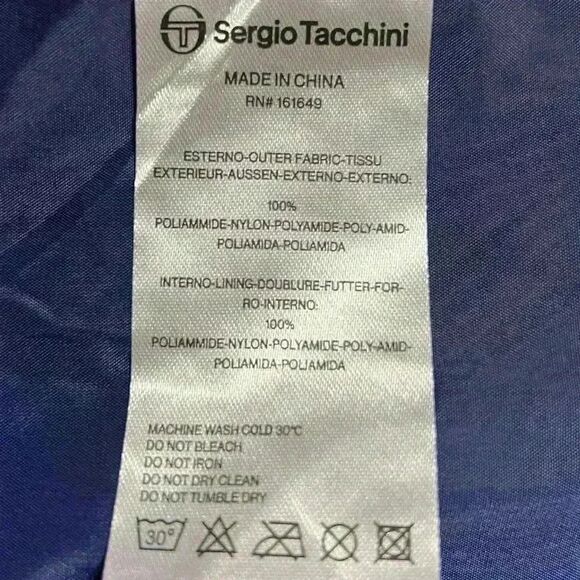 Sergio Tacchini
MADE IN CHINA
RN# 161649
ESTERNO-OUTER FABRIC-TISSU
EXTERIEUR-AUSSEN-EXTERNO-EXTERNO:
100%
POLIAMMIDE-NYLON-POLYAMIDE-POLY-AMID-
POLIAMIDA-POLIAMIDA
INTERNO-LINING-DOUBLURE-FUTTER-FOR-
RO-INTERNO:
100%
POLIAMMIDE-NYLON-POLYAMIDE-POLY-AMID-
POLIAMIDA-POLIAMIDA
MACHINE WASH COLD 30°C
DO NOT BLEACH
DO NOT IRON
DO NOT DRY CLEAN
DO NOT TUMBLE DRY
30°